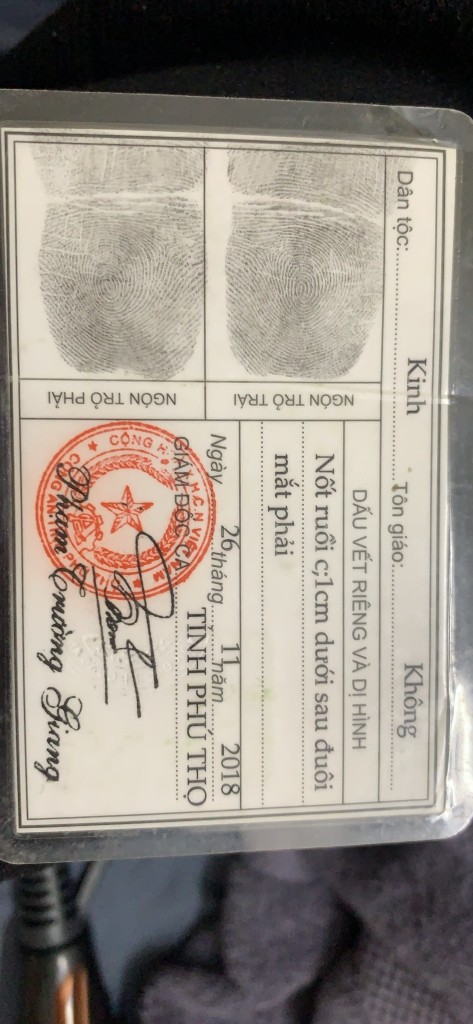 Dân tộc: Kinh Tôn giáo: Không
NGÓN TRỎ TRÁI
NGÓN TRỎ PHẢI
DẤU VẾT RIÊNG VÀ DỊ HÌNH
Nốt ruồi c;1cm dưới sau đuôi
mắt phải
Ngày 26 tháng 11 năm 2018
GIÁM ĐỐC CA TỈNH PHÚ THỌ
Phạm Trường Giang